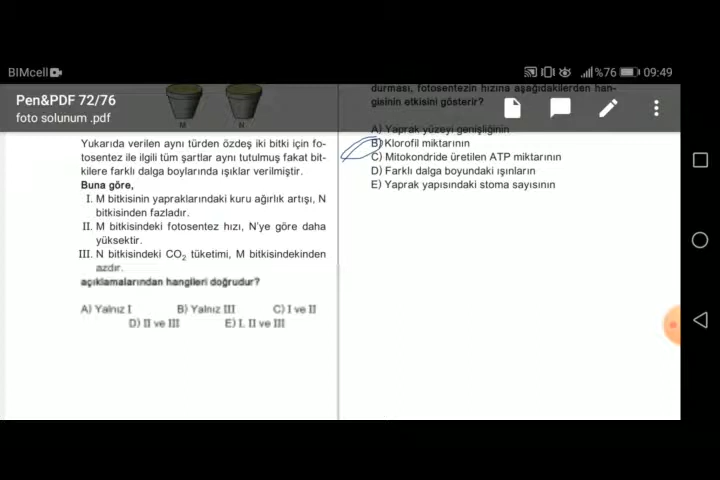 BIMcell
%76 09:49
Pen&PDF 72/76
foto solunum .pdf
M N
Yukarıda verilen aynı türden özdeş iki bitki için fo-
tosentez ile ilgili tüm şartlar aynı tutulmuş fakat bit-
kilere farklı dalga boylarında ışıklar verilmiştir.
Buna göre,
I. M bitkisinin yapraklarındaki kuru ağırlık artışı, N
bitkisinden fazladır.
II. M bitkisindeki fotosentez hızı, N'ye göre daha
yüksektir.
III. N bitkisindeki CO₂ tüketimi, M bitkisindekinden
azdır.
açıklamalarından hangileri doğrudur?
A) Yalnız I B) Yalnız III C) I ve II
D) II ve III E) I, II ve III
durması, fotosentezin hızına aşağıdakilerden han-
gisinin etkisini gösterir?
A) Yaprak yüzeyi genişliğinin
B) Klorofil miktarının
C) Mitokondride üretilen ATP miktarının
D) Farklı dalga boyundaki ışınların
E) Yaprak yapısındaki stoma sayısının